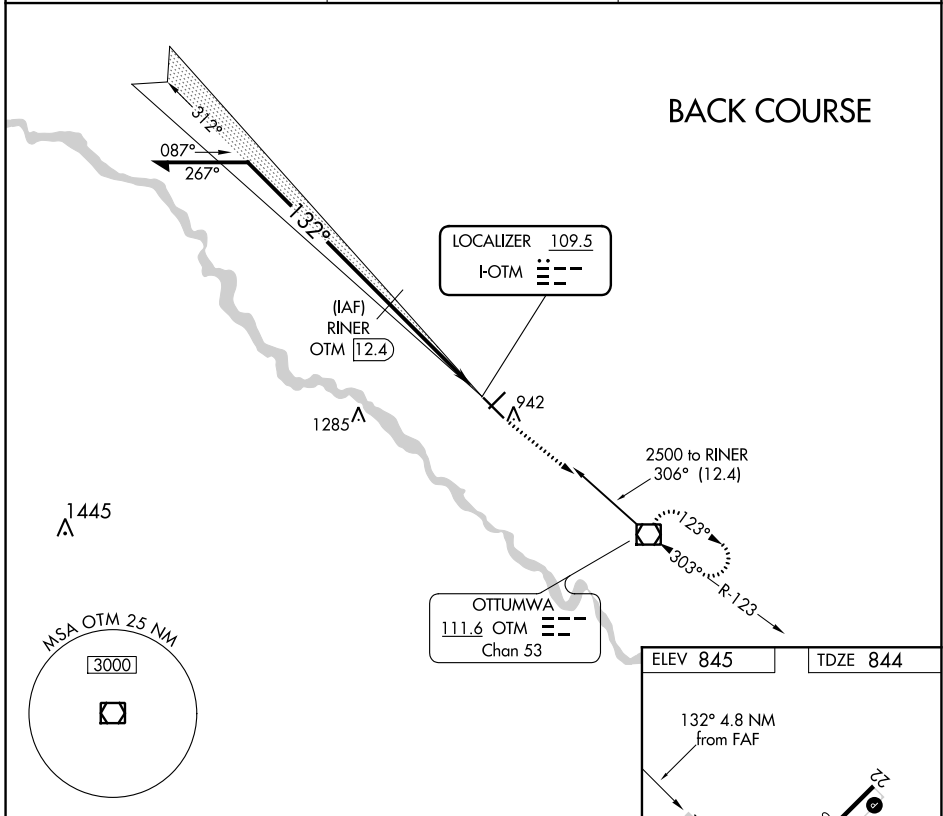 BACK COURSE
312°
087°
267°
132°
LOCALIZER 109.5
I-OTM
(IAF)
RINER
OTM 12.4
942
1285
2500 to RINER
306° (12.4)
1445
123°
303°
R-123
OTTUMWA
111.6 OTM
Chan 53
MSA OTM 25 NM
3000
ELEV 845
TDZE 844
132° 4.8 NM
from FAF
22
P